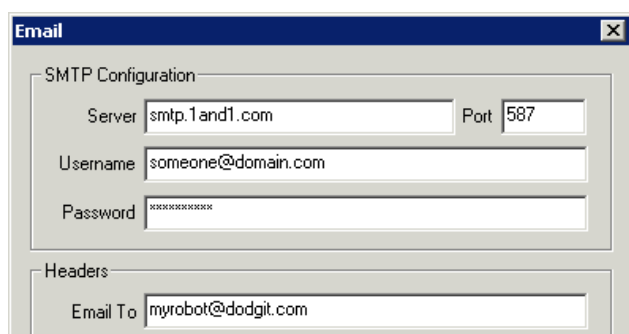 Email
SMTP Configuration
Server smtp.1and1.com Port 587
Username someone@domain.com
Password **********
Headers
Email To myrobot@dodgit.com